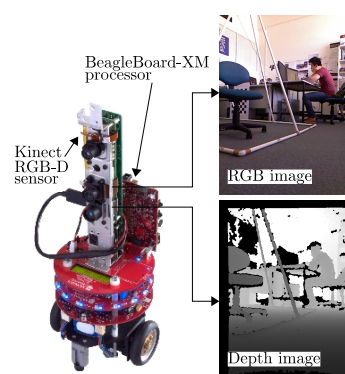 BeagleBoard-XM
processor
Kinect
RGB-D
sensor
RGB image
Depth image